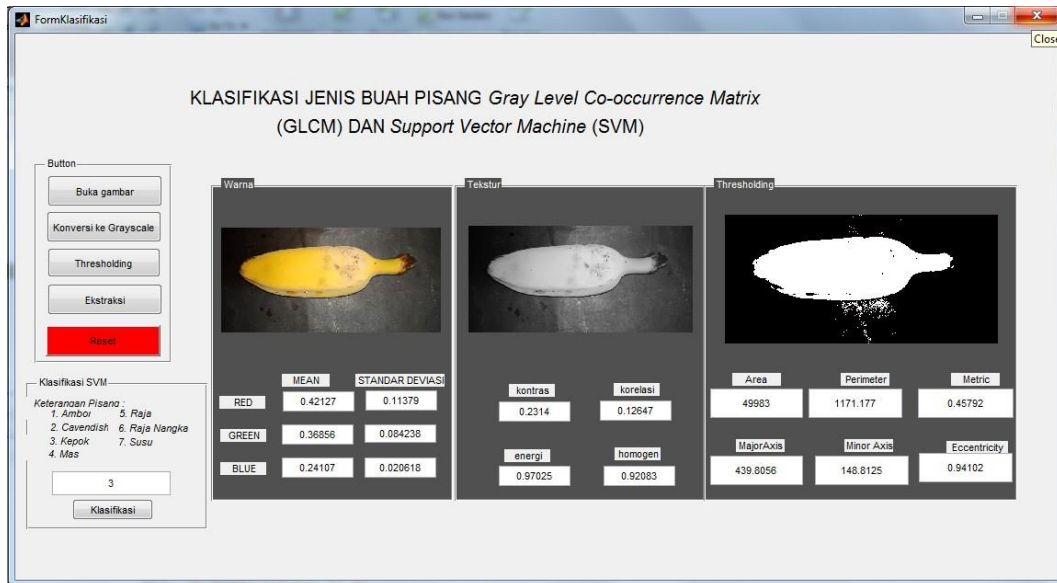 FormKlasifikasi
Close
KLASIFIKASI JENIS BUAH PISANG Gray Level Co-occurrence Matrix
(GLCM) DAN Support Vector Machine (SVM)
Button
Buka gambar
Konversi ke Grayscale
Thresholding
Ekstraksi
Reset
Klasifikasi SVM
Keterangan Pisang :
1. Ambon 5. Raja
2. Cavendish 6. Raja Nangka
3. Kepok 7. Susu
4. Mas
3
Klasifikasi
Warna
MEAN STANDAR DEVIASI
RED 0.42127 0.11379
GREEN 0.36856 0.084238
BLUE 0.24107 0.020618
Tekstur
kontras korelasi
0.2314 0.12647
energi homogen
0.97025 0.92083
Thresholding
Area Perimeter Metric
49983 1171.177 0.45792
MajorAxis Minor Axis Eccentricity
439.8056 148.8125 0.94102